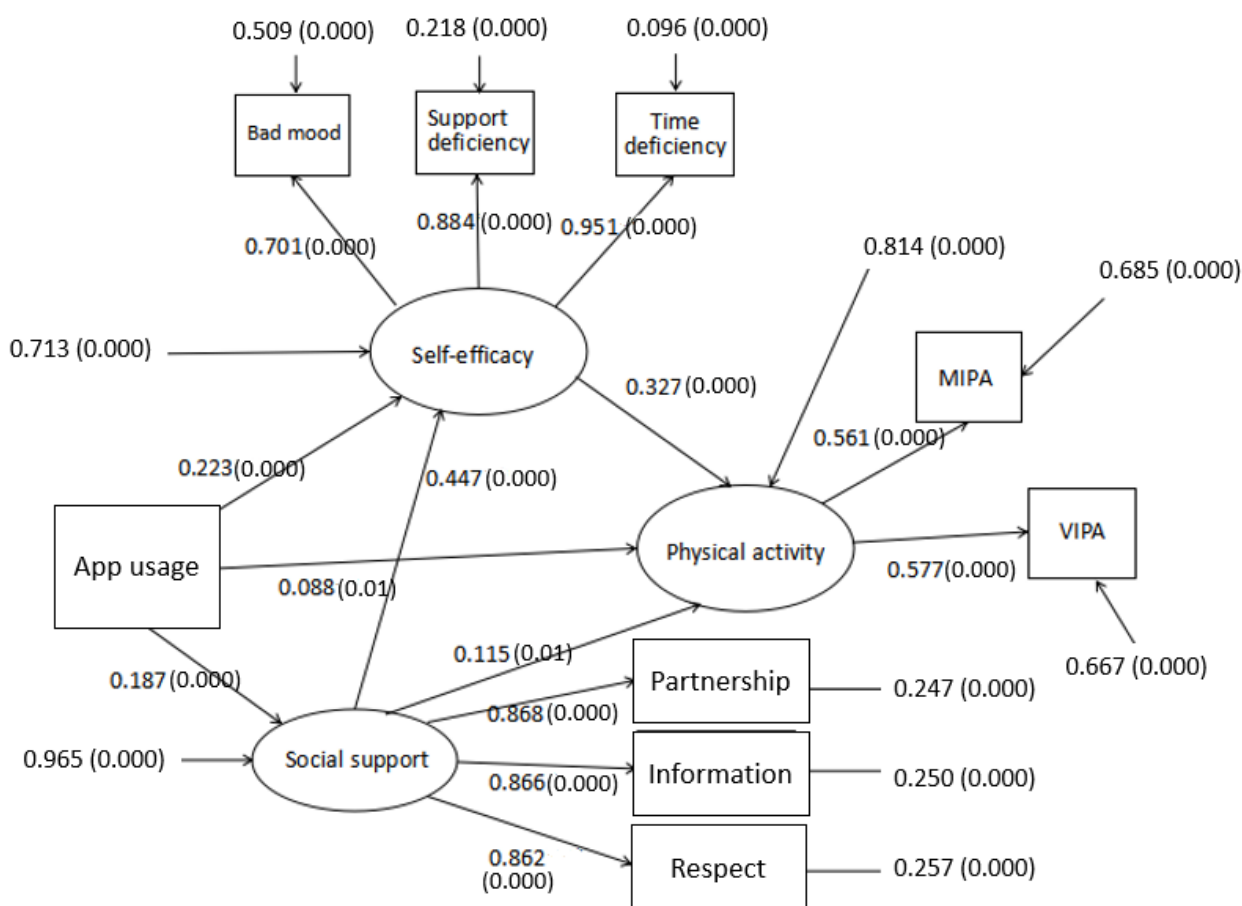 0.509 (0.000)
0.218 (0.000)
0.096 (0.000)
Bad mood
Support
deficiency
Time
deficiency
0.701(0.000)
0.884(0.000)
0.951(0.000)
0.814 (0.000)
0.685 (0.000)
0.713 (0.000)
Self-efficacy
MIPA
0.327(0.000)
0.561(0.000)
0.223(0.000)
0.447(0.000)
App usage
Physical activity
VIPA
0.088(0.01)
0.577(0.000)
0.115(0.01)
0.187(0.000)
0.667 (0.000)
Partnership
0.247 (0.000)
0.868(0.000)
0.965 (0.000)
Social support
Information
0.250 (0.000)
0.866(0.000)
0.862
(0.000)
Respect
0.257 (0.000)